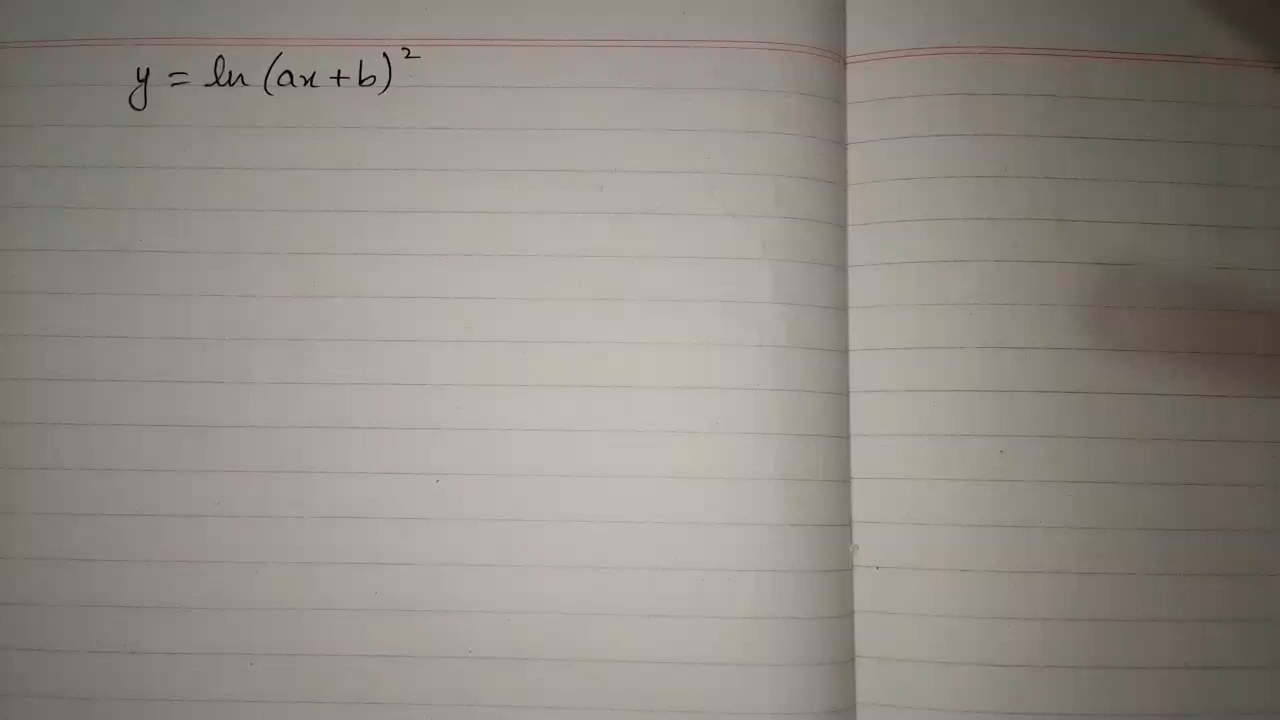 y = ln (ax + b)²